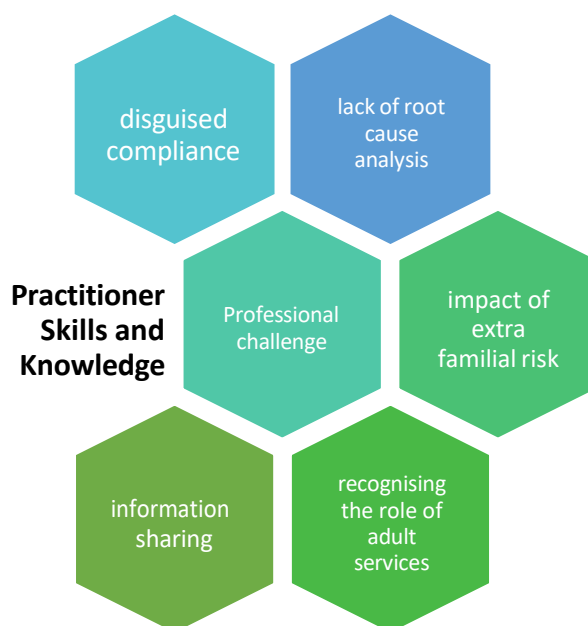 disguised
compliance
lack of root
cause
analysis
Practitioner
Skills and
Knowledge
Professional
challenge
impact of
extra
familial risk
information
sharing
recognising
the role of
adult
services